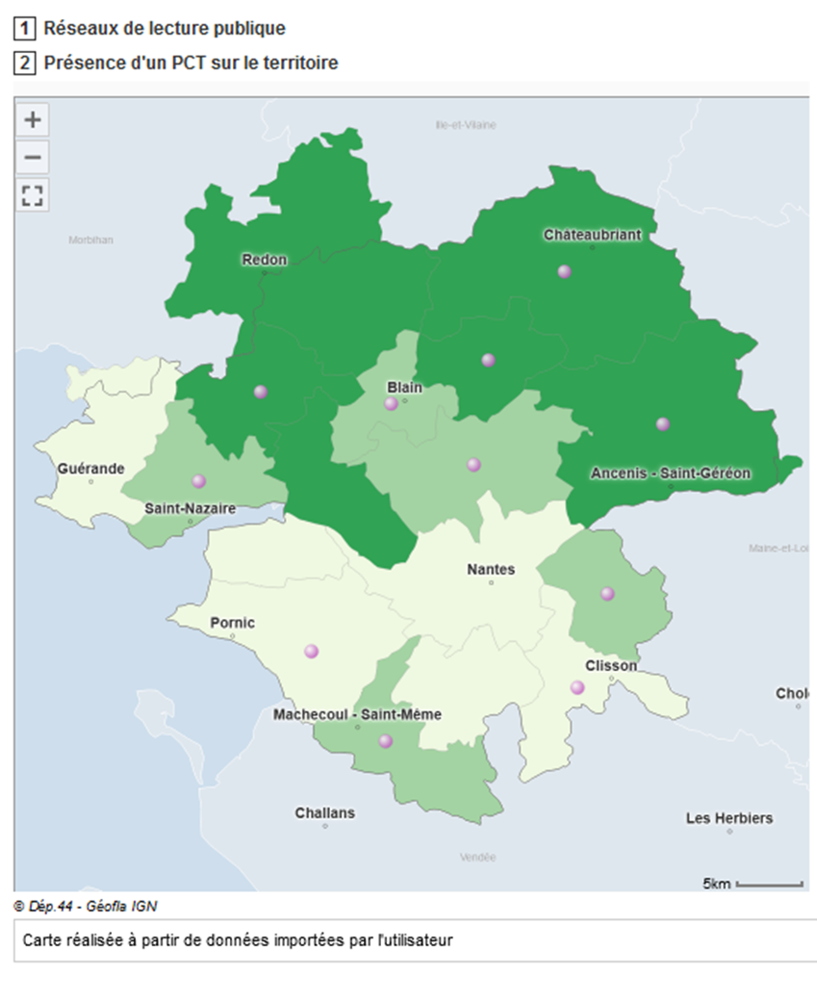 1 Réseaux de lecture publique
2 Présence d'un PCT sur le territoire
+
−
Ille-et-Vilaine
Châteaubriant
Morbihan
Redon
Blain
Guérande
Ancenis - Saint-Géréon
Saint-Nazaire
Maine-et-Loi
Nantes
Pornic
Clisson
Chol
Machecoul - Saint-Même
Challans
Les Herbiers
Vendée
5km
© Dép.44 - Géofla IGN
Carte réalisée à partir de données importées par l'utilisateur